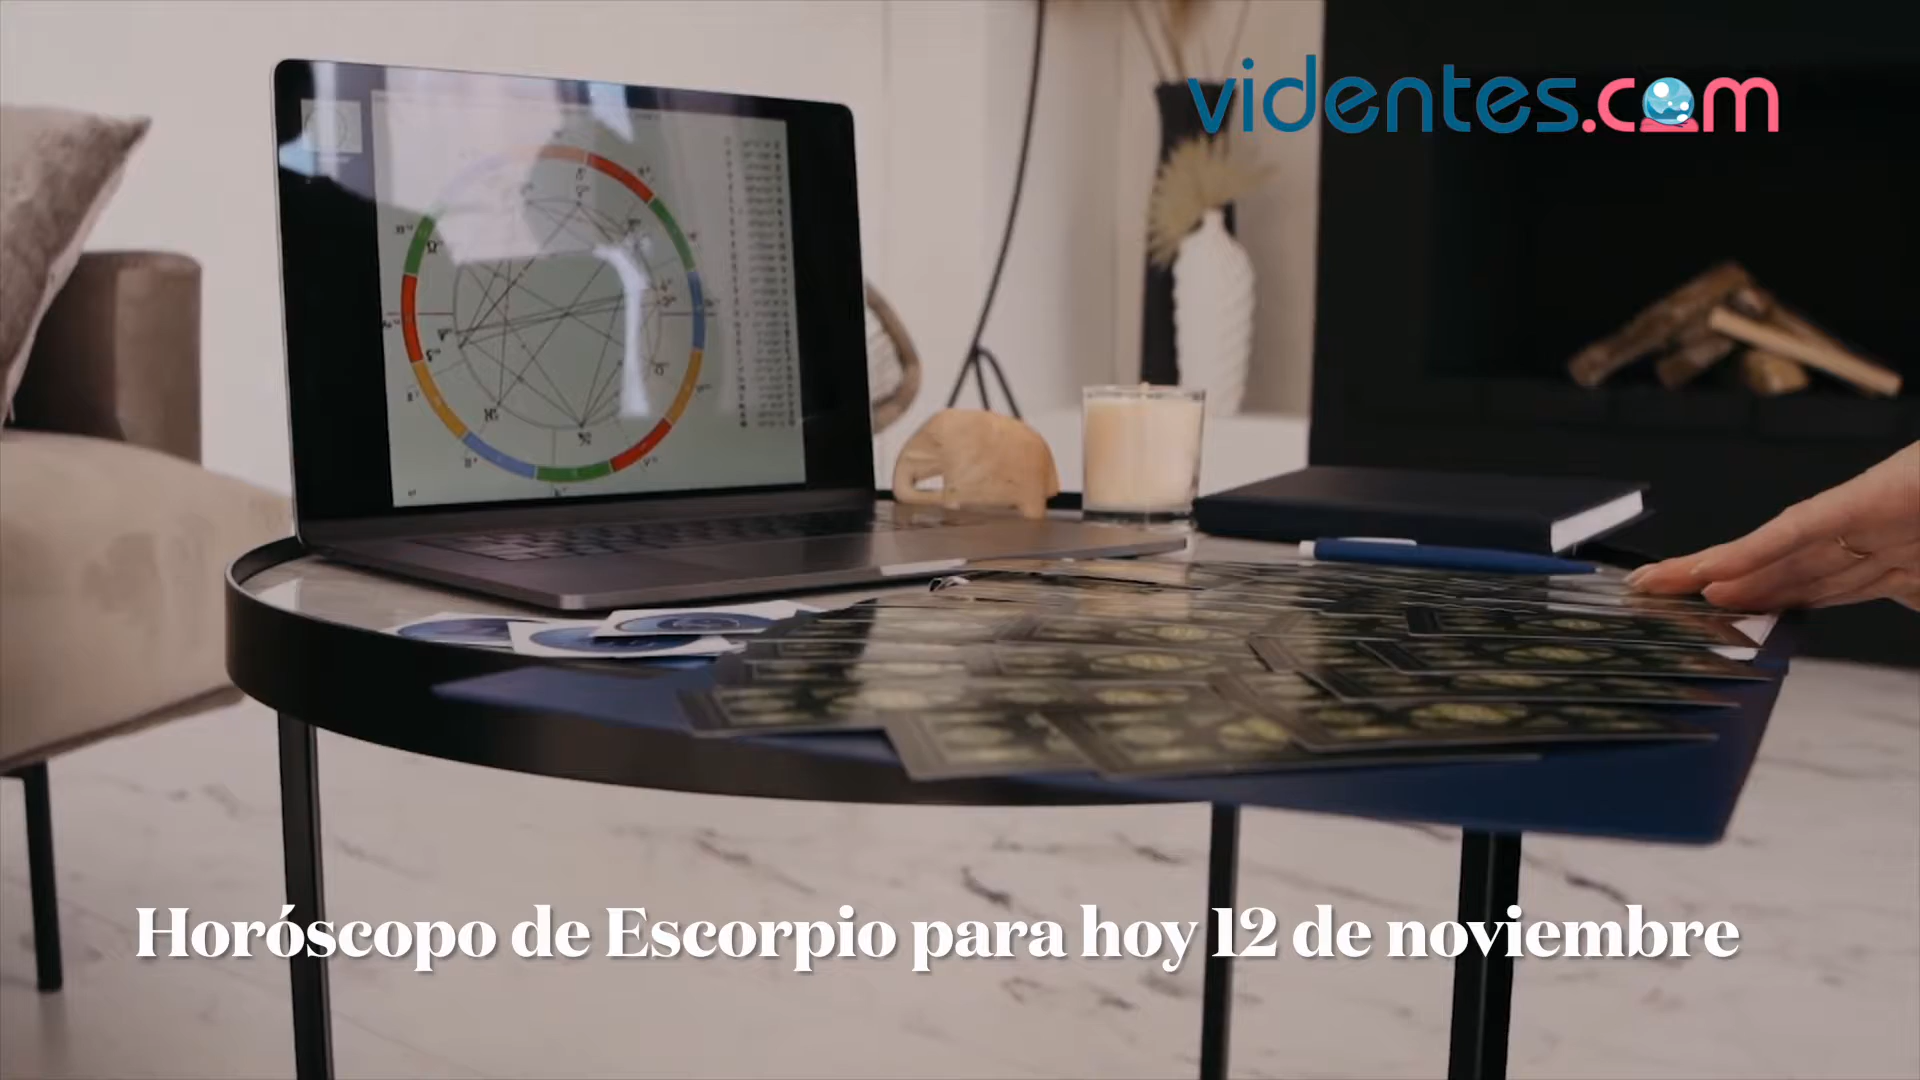 videntes.com
Horóscopo de Escorpio para hoy 12 de noviembre